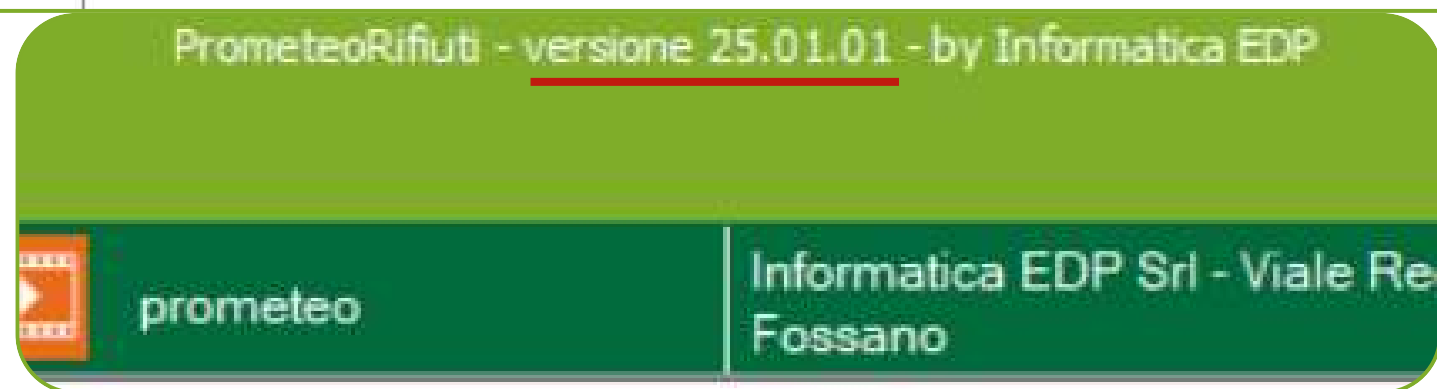 PrometeoRifiuti - versione 25.01.01 - by Informatica EDP
prometeo
Informatica EDP Srl - Viale Re
Fossano